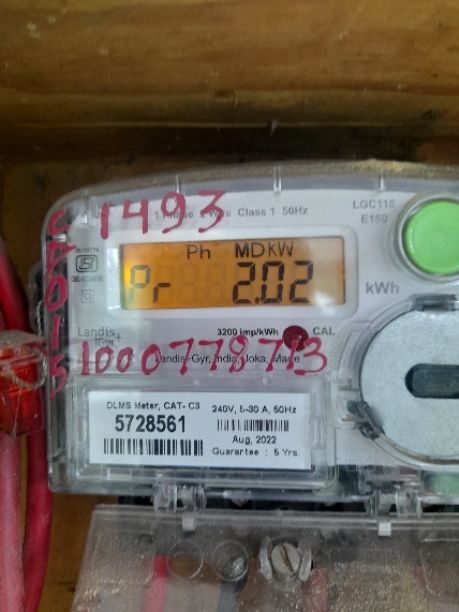 1493
1 Phase 2 Wire Class 1 50Hz
LGC110
E150
Ph MD KW
Pr 2.02
kWh
Landis
Gyr+
3200 imp/kWh
CAL
1000778713
Landis+Gyr, India, Joka, Made
DLMS Meter, CAT- C3
5728561
240V, 5-30 A, 50Hz
Aug, 2022
Guarantee : 5 Yrs.